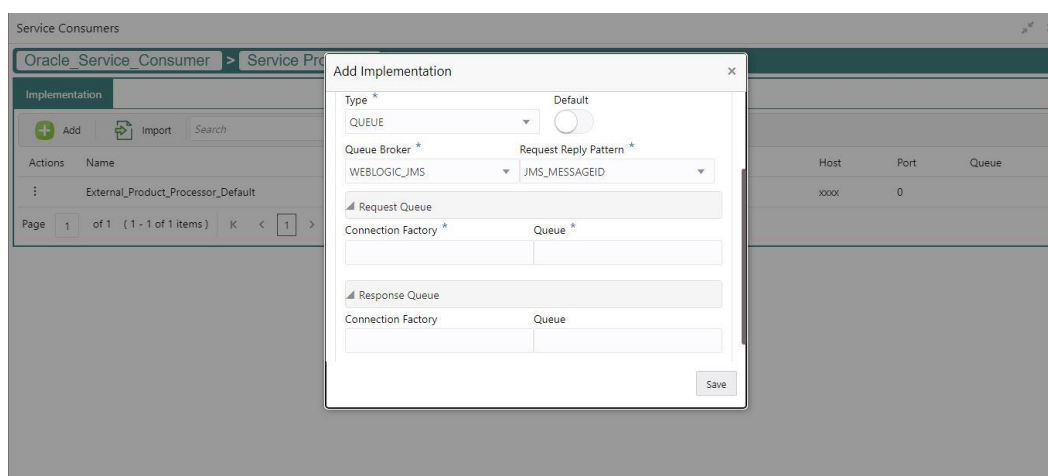 Service Consumers
Oracle_Service_Consumer > Service
Add Implementation ×
Implementation
Type * Default
Add Import Search
QUEUE
Queue Broker * Request Reply Pattern *
Actions Name Host Port Queue
WEBLOGIC_JMS JMS_MESSAGEID
External_Product_Processor_Default xxxx 0
Request Queue
Page 1 of 1 (1 - 1 of 1 items) K < 1 >
Connection Factory * Queue *
Response Queue
Connection Factory Queue
Save